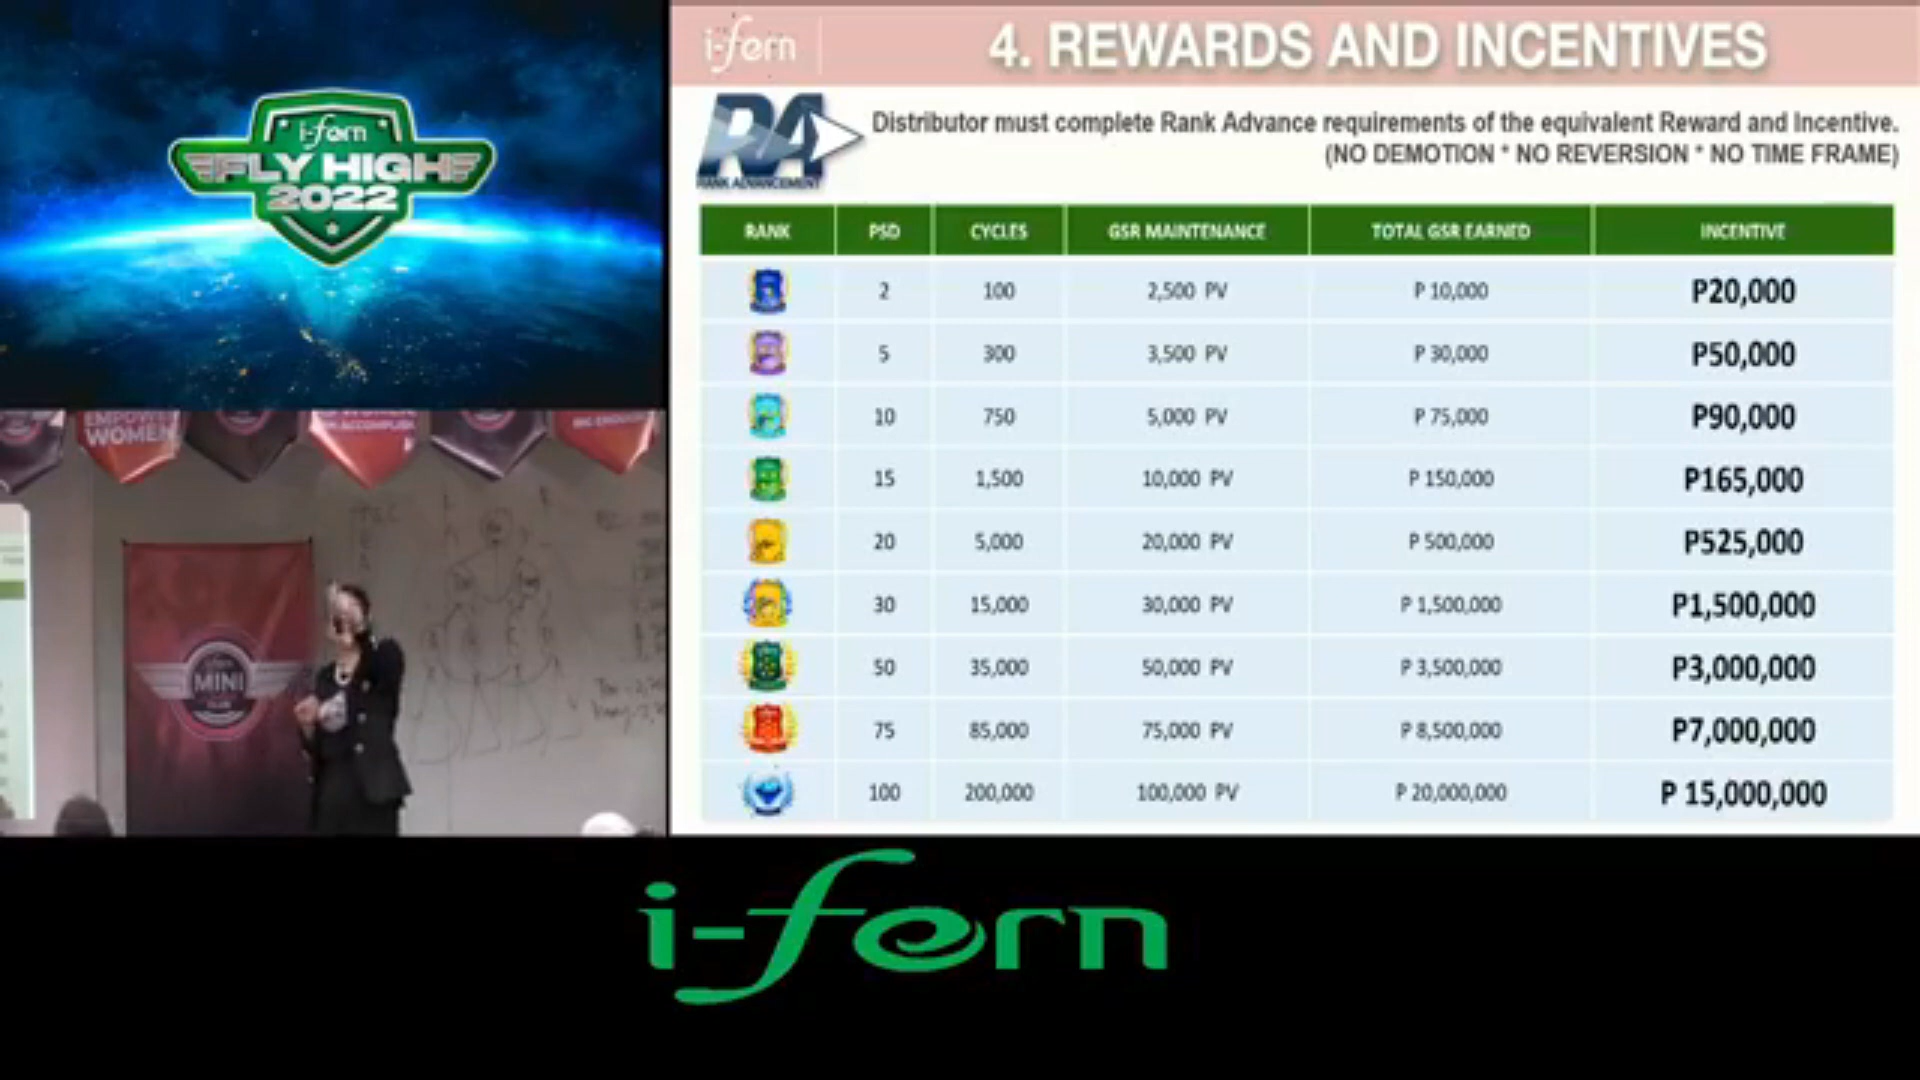 i-fern
FLY HIGH
2022
EMPOWER
WOMEN
ACCOMPLISH
MINI
i-fern
4. REWARDS AND INCENTIVES
RA
RANK ADVANCEMENT
Distributor must complete Rank Advance requirements of the equivalent Reward and Incentive.
(NO DEMOTION * NO REVERSION * NO TIME FRAME)
RANK PSD CYCLES GSR MAINTENANCE TOTAL GSR EARNED INCENTIVE
2 100 2,500 PV P 10,000 P20,000
5 300 3,500 PV P 30,000 P50,000
10 750 5,000 PV P 75,000 P90,000
15 1,500 10,000 PV P 150,000 P165,000
20 5,000 20,000 PV P 500,000 P525,000
30 15,000 30,000 PV P 1,500,000 P1,500,000
50 35,000 50,000 PV P 3,500,000 P3,000,000
75 85,000 75,000 PV P 8,500,000 P7,000,000
100 200,000 100,000 PV P 20,000,000 P 15,000,000
i-fern